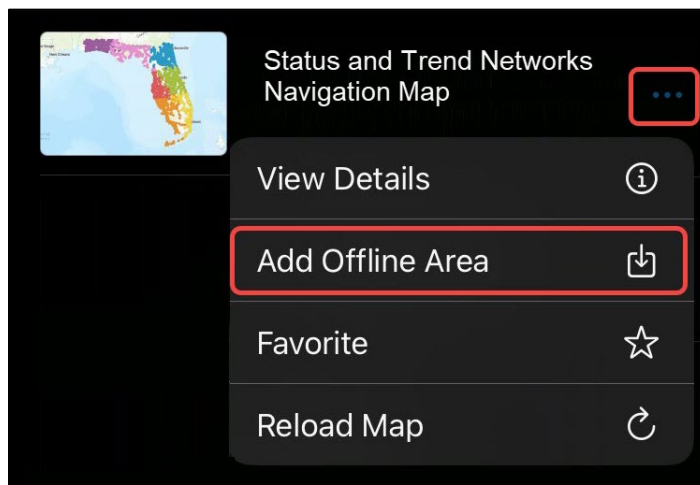 Status and Trend Networks
Navigation Map
View Details
Add Offline Area
Favorite
Reload Map